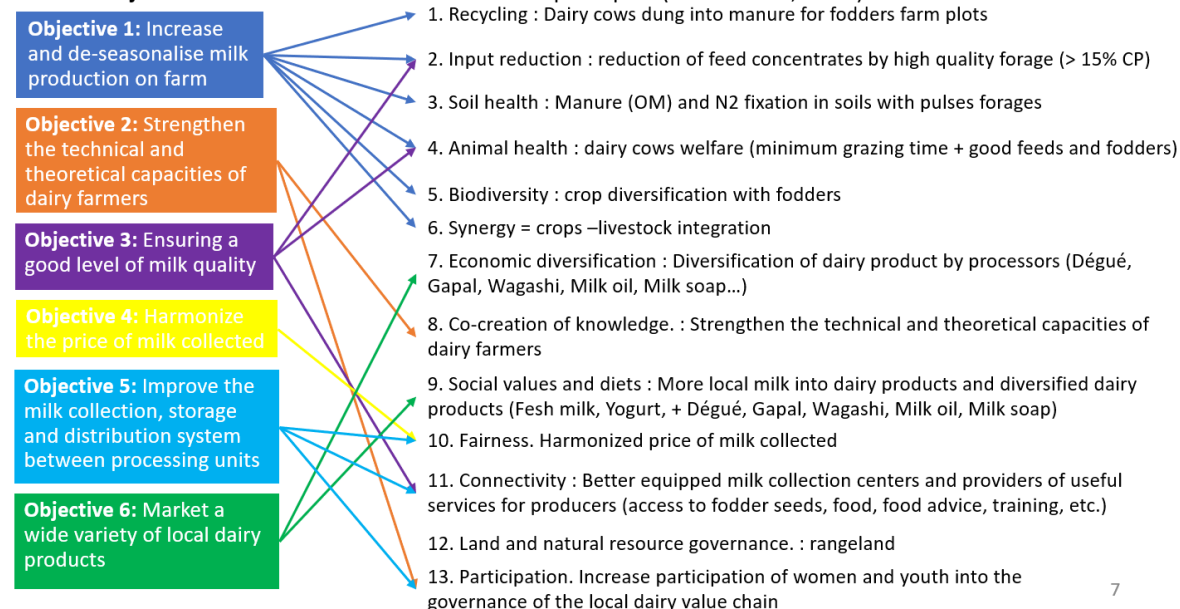 Objective 1: Increase
and de-seasonalise milk
production on farm
Objective 2: Strengthen
the technical and
theoretical capacities of
dairy farmers
Objective 3: Ensuring a
good level of milk quality
Objective 4: Harmonize
the price of milk collected
Objective 5: Improve the
milk collection, storage
and distribution system
between processing units
Objective 6: Market a
wide variety of local dairy
products
1. Recycling : Dairy cows dung into manure for fodders farm plots
2. Input reduction : reduction of feed concentrates by high quality forage (> 15% CP)
3. Soil health : Manure (OM) and N2 fixation in soils with pulses forages
4. Animal health : dairy cows welfare (minimum grazing time + good feeds and fodders)
5. Biodiversity : crop diversification with fodders
6. Synergy = crops –livestock integration
7. Economic diversification : Diversification of dairy product by processors (Dégué,
Gapal, Wagashi, Milk oil, Milk soap…)
8. Co-creation of knowledge. : Strengthen the technical and theoretical capacities of
dairy farmers
9. Social values and diets : More local milk into dairy products and diversified dairy
products (Fesh milk, Yogurt, + Dégué, Gapal, Wagashi, Milk oil, Milk soap)
10. Fairness. Harmonized price of milk collected
11. Connectivity : Better equipped milk collection centers and providers of useful
services for producers (access to fodder seeds, food, food advice, training, etc.)
12. Land and natural resource governance. : rangeland
13. Participation. Increase participation of women and youth into the
governance of the local dairy value chain
7